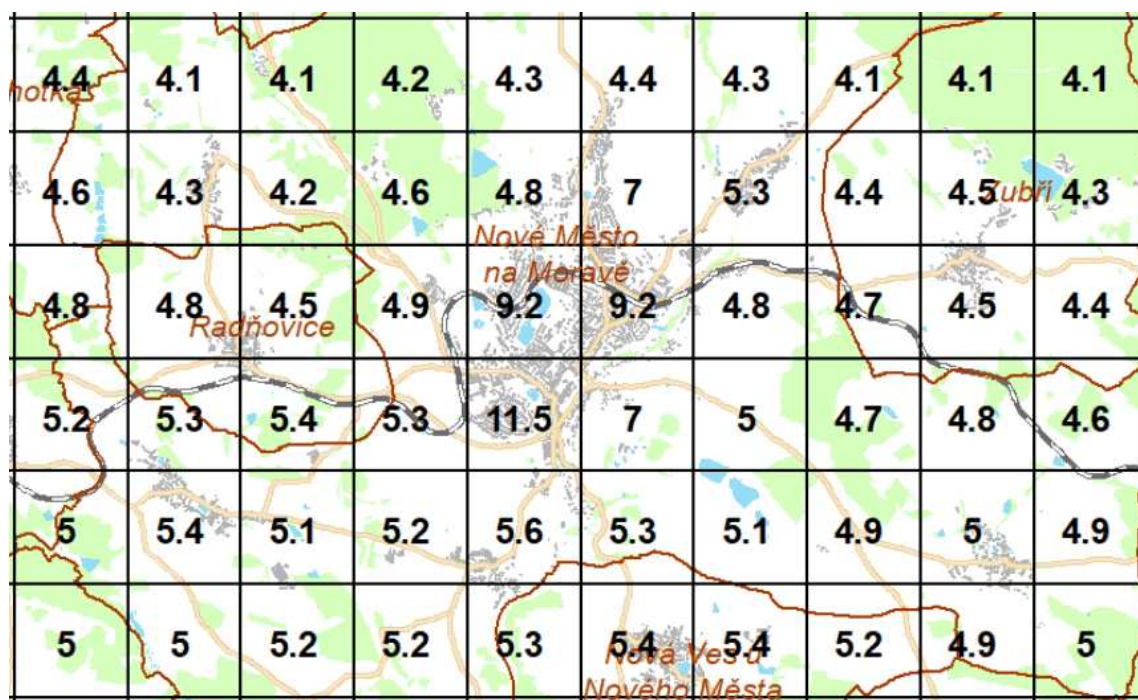 4.4 4.1 4.1 4.2 4.3 4.4 4.3 4.1 4.1 4.1
hotka
4.6 4.3 4.2 4.6 4.8 7 5.3 4.4 4.5 4.3
Zubří
Nové Město
na Moravě
4.8 4.8 4.5 4.9 9.2 9.2 4.8 4.7 4.5 4.4
Radňovice
5.2 5.3 5.4 5.3 11.5 7 5 4.7 4.8 4.6
5 5.4 5.1 5.2 5.6 5.3 5.1 4.9 5 4.9
5 5 5.2 5.2 5.3 5.4 5.4 5.2 4.9 5
Nová Ves u
Nového Města